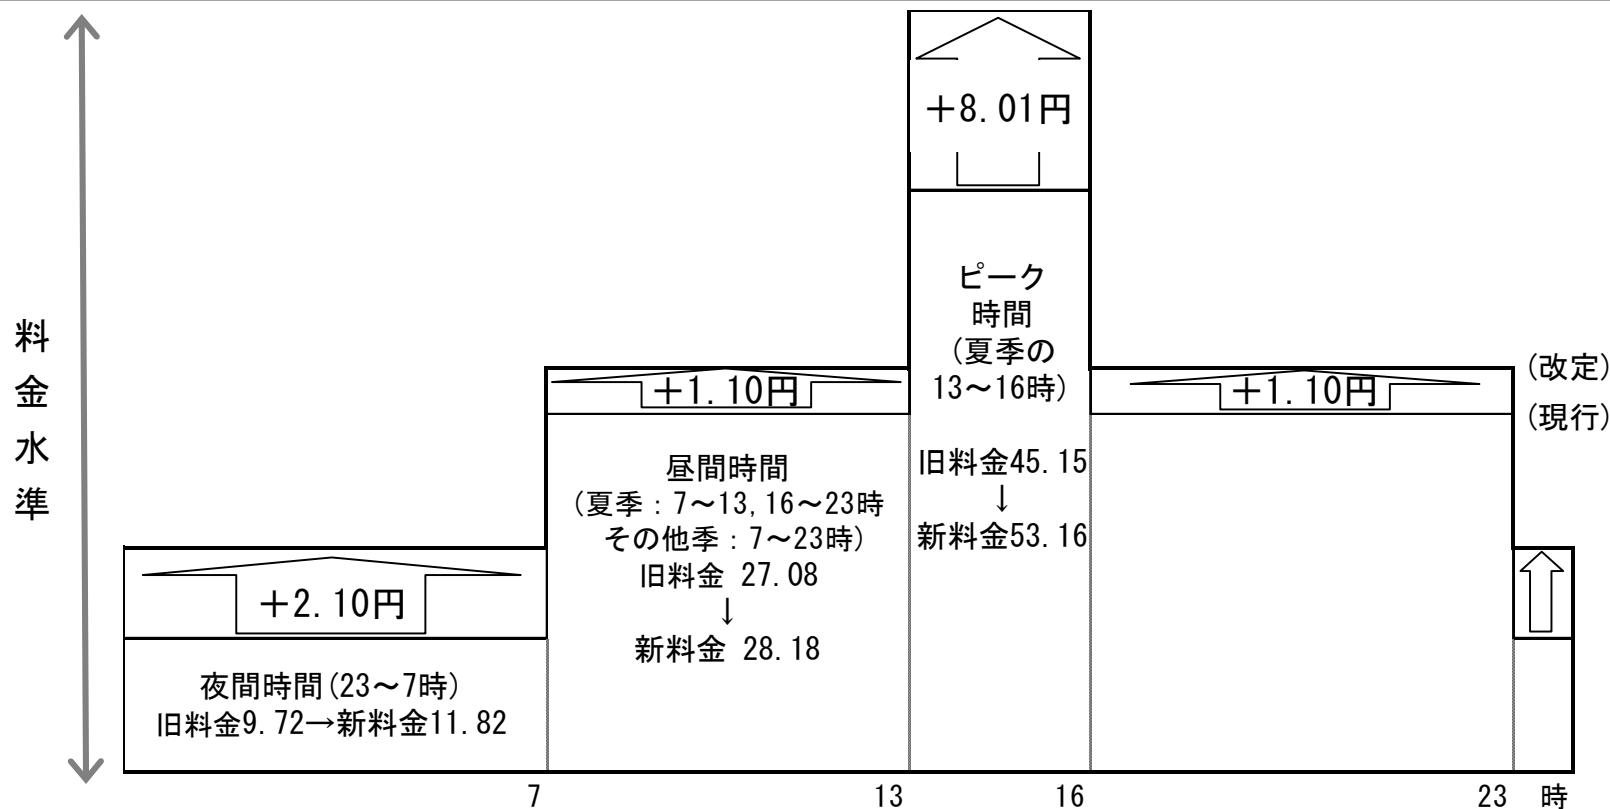 料金水準
+8.01円
ピーク
時間
(夏季の
13~16時)
旧料金45.15
↓
新料金53.16
+1.10円
+1.10円
(改定)
(現行)
昼間時間
(夏季:7~13,16~23時
その他季:7~23時)
旧料金 27.08
↓
新料金 28.18
+2.10円
夜間時間(23~7時)
旧料金9.72→新料金11.82
7
13
16
23
時